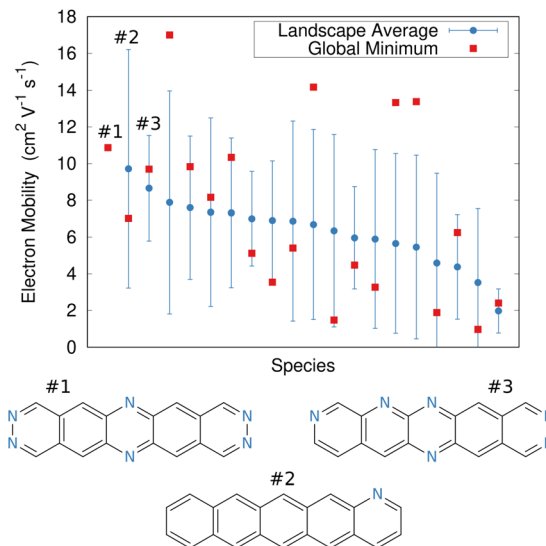 18
16
14
12
10
8
6
4
2
0
Electron Mobility (cm² V⁻¹ s⁻¹)
Landscape Average
Global Minimum
#2
#1
#3
Species
#1
#3
N
N
N
N
N
N
N
N
N
#2
N